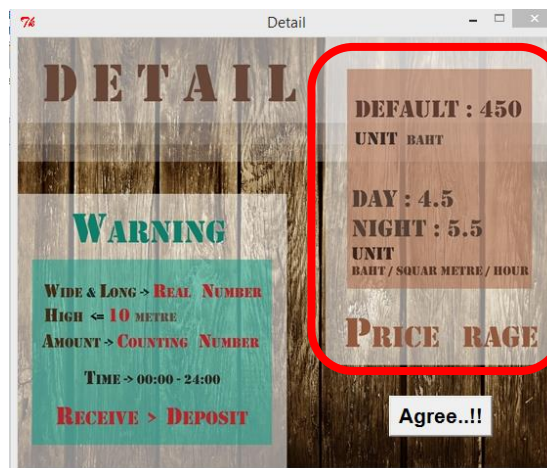 Detail
DETAIL
DEFAULT : 450
UNIT BAHT
DAY : 4.5
NIGHT : 5.5
UNIT
BAHT / SQUAR METRE / HOUR
PRICE RAGE
WARNING
WIDE & LONG -> REAL NUMBER
HIGH <= 10 METRE
AMOUNT -> COUNTING NUMBER
TIME -> 00:00 - 24:00
RECEIVE > DEPOSIT
Agree..!!